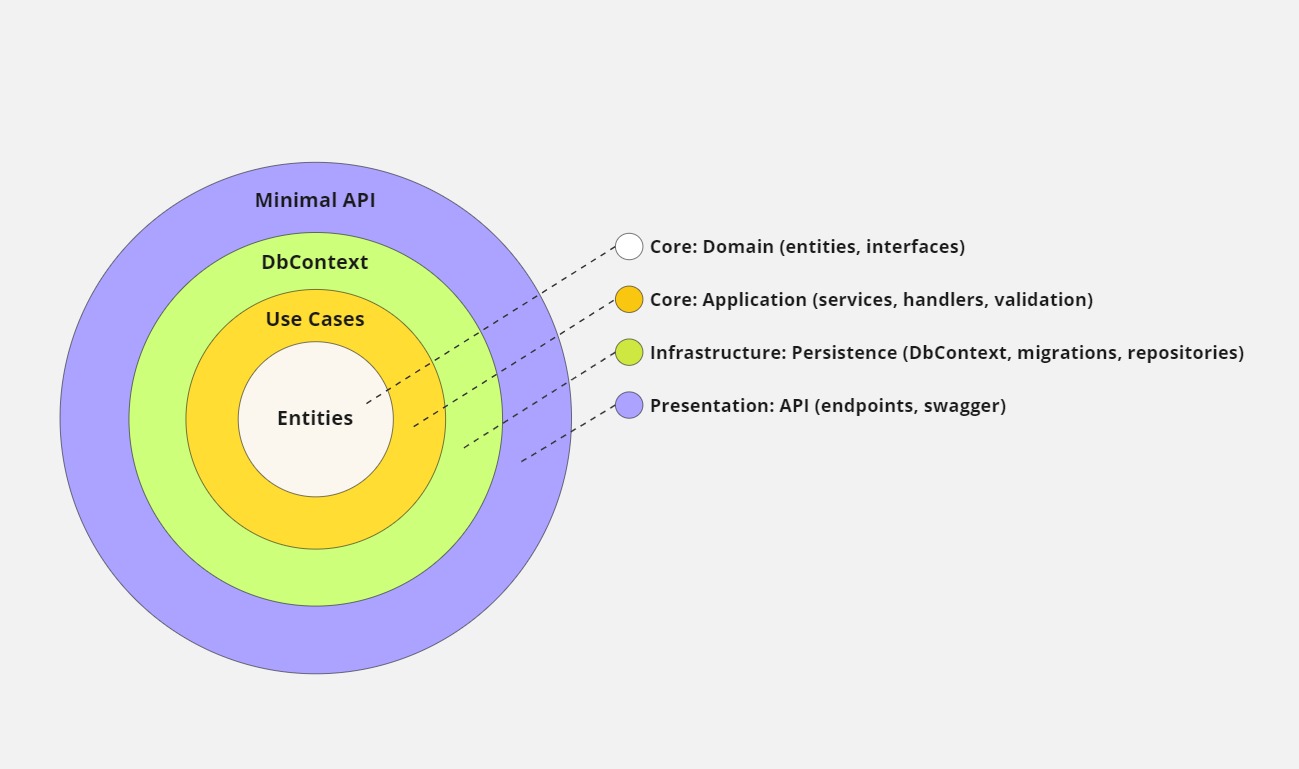 Minimal API
DbContext
Use Cases
Entities
Core: Domain (entities, interfaces)
Core: Application (services, handlers, validation)
Infrastructure: Persistence (DbContext, migrations, repositories)
Presentation: API (endpoints, swagger)